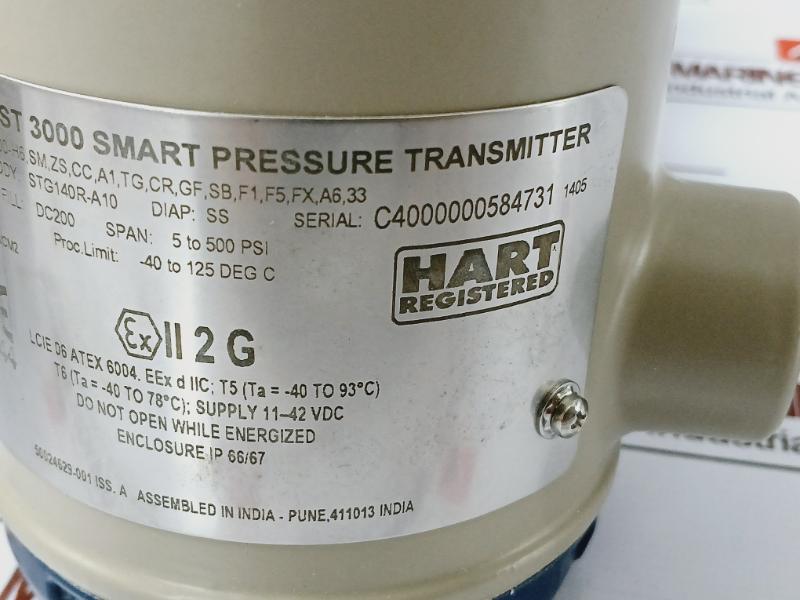 ST 3000 SMART PRESSURE TRANSMITTER
SM,ZS,CC,A1,TG,CR,GF,SB,F1,F5,FX,A6,33
STG140R-A10 DIAP: SS SERIAL: C4000000584731 1405
FILL: DC200 SPAN: 5 to 500 PSI
Proc.Limit: -40 to 125 DEG C
HART
REGISTERED
Ex II 2 G
LCIE 06 ATEX 6004, EEx d IIC; T5 (Ta = -40 TO 93°C)
T6 (Ta = -40 TO 78°C); SUPPLY 11–42 VDC
DO NOT OPEN WHILE ENERGIZED
ENCLOSURE IP 66/67
50024629-001 ISS. A ASSEMBLED IN INDIA - PUNE,411013 INDIA
MARINO
Industrial A